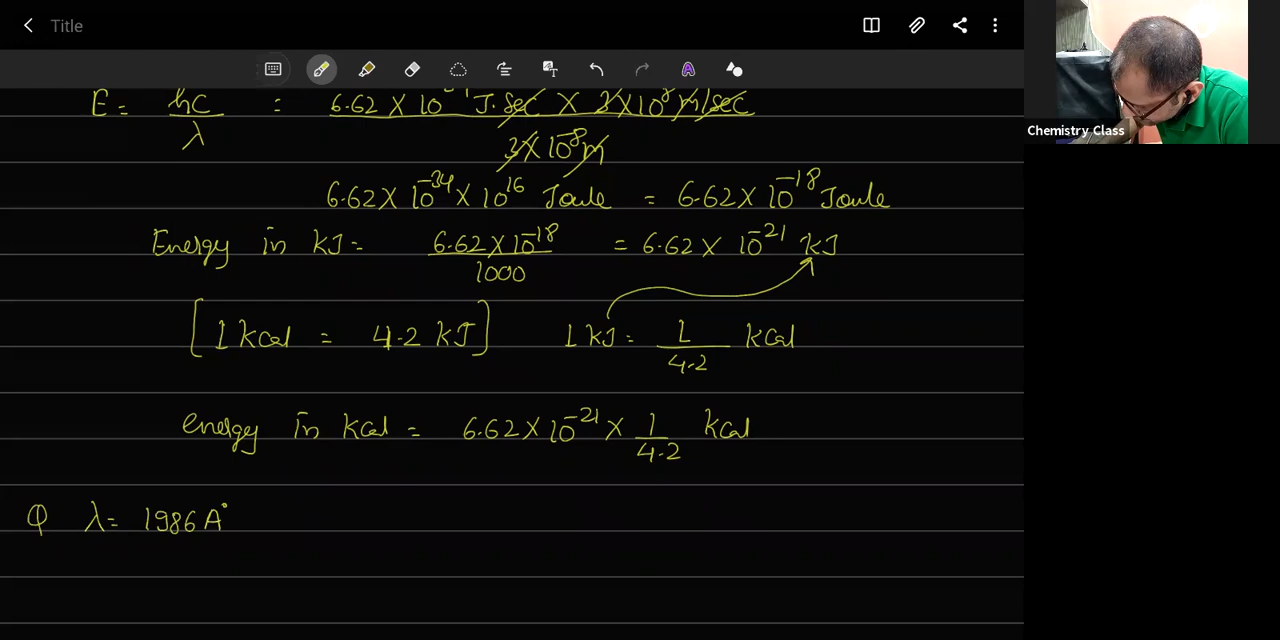 Title
E = hc/λ : 6.62 X 10 J.sec X 3X10⁸ m/sec
3X10⁻⁸m
Chemistry Class
6.62 X 10⁻³⁴ X 10¹⁶ Joule = 6.62 X 10⁻¹⁸ Joule
Energy in kJ = 6.62 X 10⁻¹⁸/1000 = 6.62 X 10⁻²¹ kJ
[1 kcal = 4.2 kJ] 1 kJ = 1/4.2 kcal
energy in kcal = 6.62 X 10⁻²¹ X 1/4.2 kcal
Q λ = 1986 A°